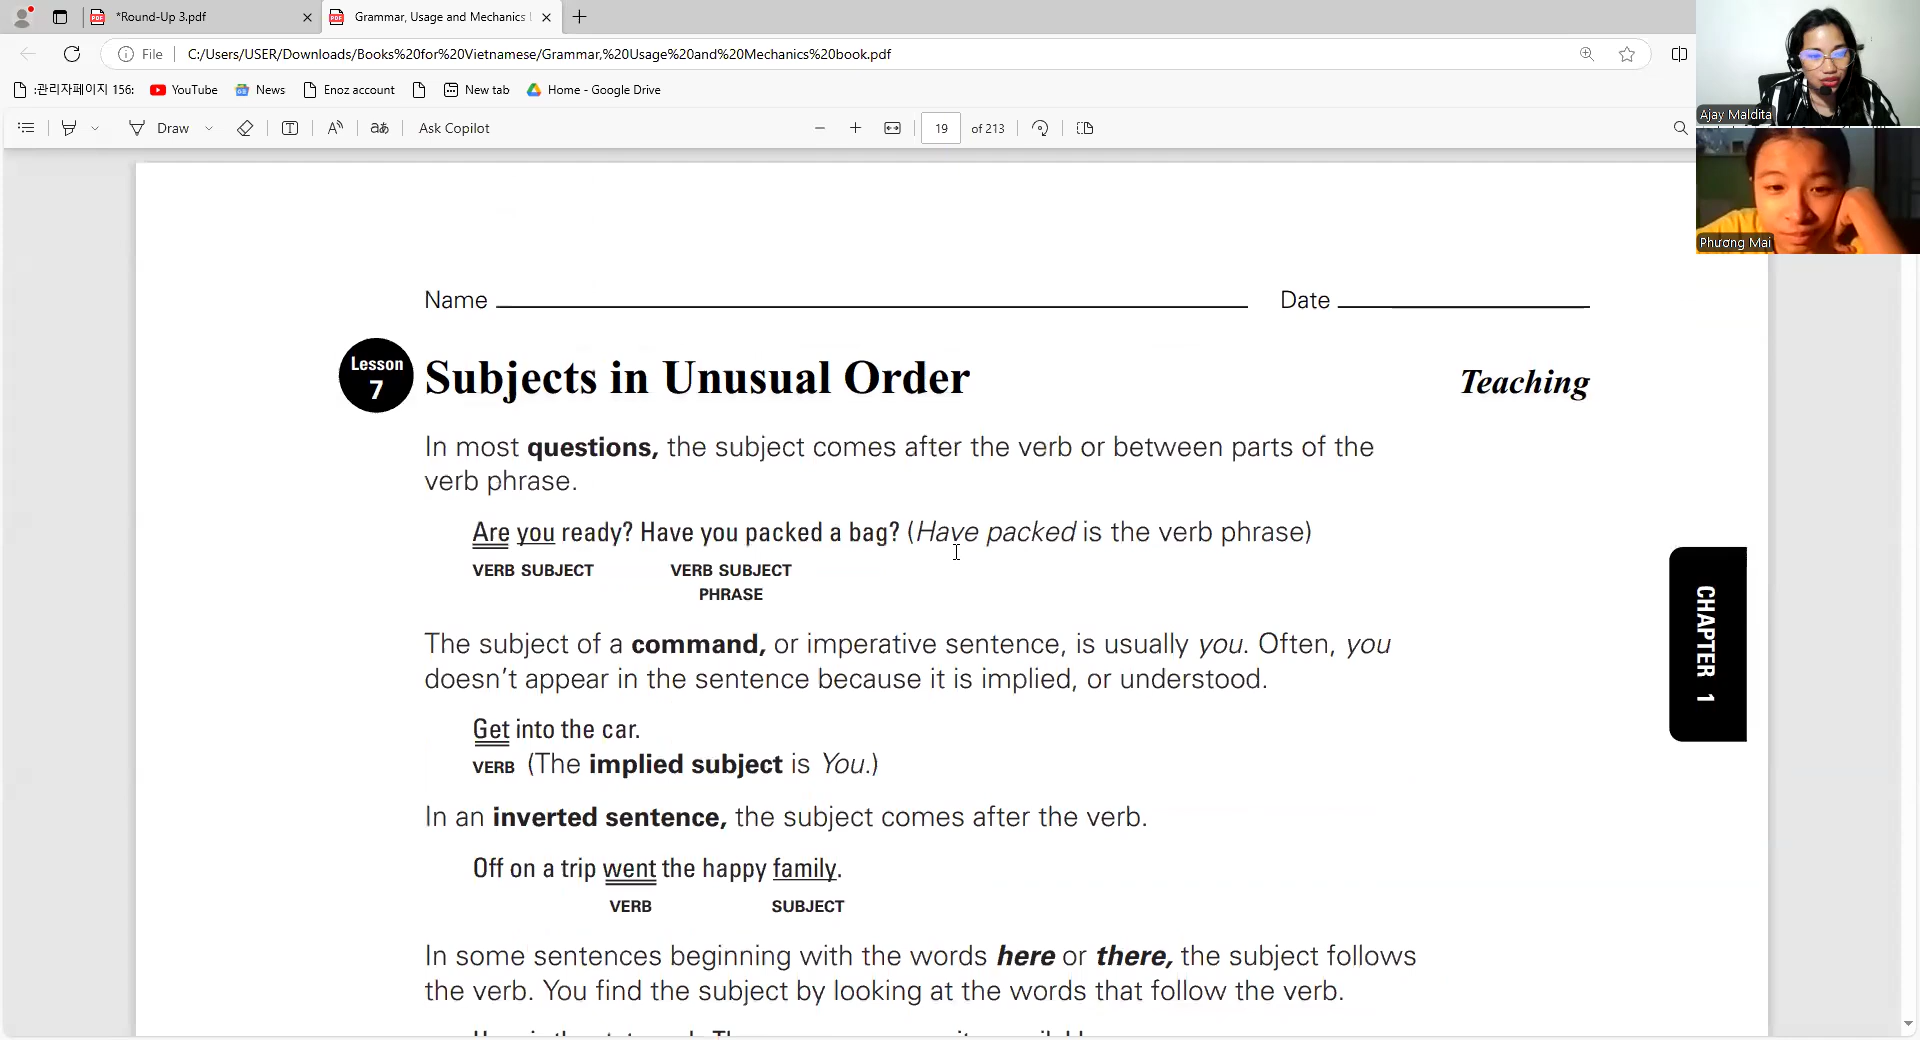 *Round-Up 3.pdf
Grammar, Usage and Mechanics
File C:/Users/USER/Downloads/Books%20for%20Vietnamese/Grammar,%20Usage%20and%20Mechanics%20book.pdf
:관리자페이지 156: YouTube News Enoz account New tab Home - Google Drive
Draw aあ Ask Copilot 19 of 213
Ajay Maldita
Phương Mai
Name Date
Lesson 7 Subjects in Unusual Order Teaching
In most questions, the subject comes after the verb or between parts of the
verb phrase.
Are you ready? Have you packed a bag? (Have packed is the verb phrase)
VERB SUBJECT VERB SUBJECT
PHRASE
CHAPTER 1
The subject of a command, or imperative sentence, is usually you. Often, you
doesn't appear in the sentence because it is implied, or understood.
Get into the car.
VERB (The implied subject is You.)
In an inverted sentence, the subject comes after the verb.
Off on a trip went the happy family.
VERB SUBJECT
In some sentences beginning with the words here or there, the subject follows
the verb. You find the subject by looking at the words that follow the verb.